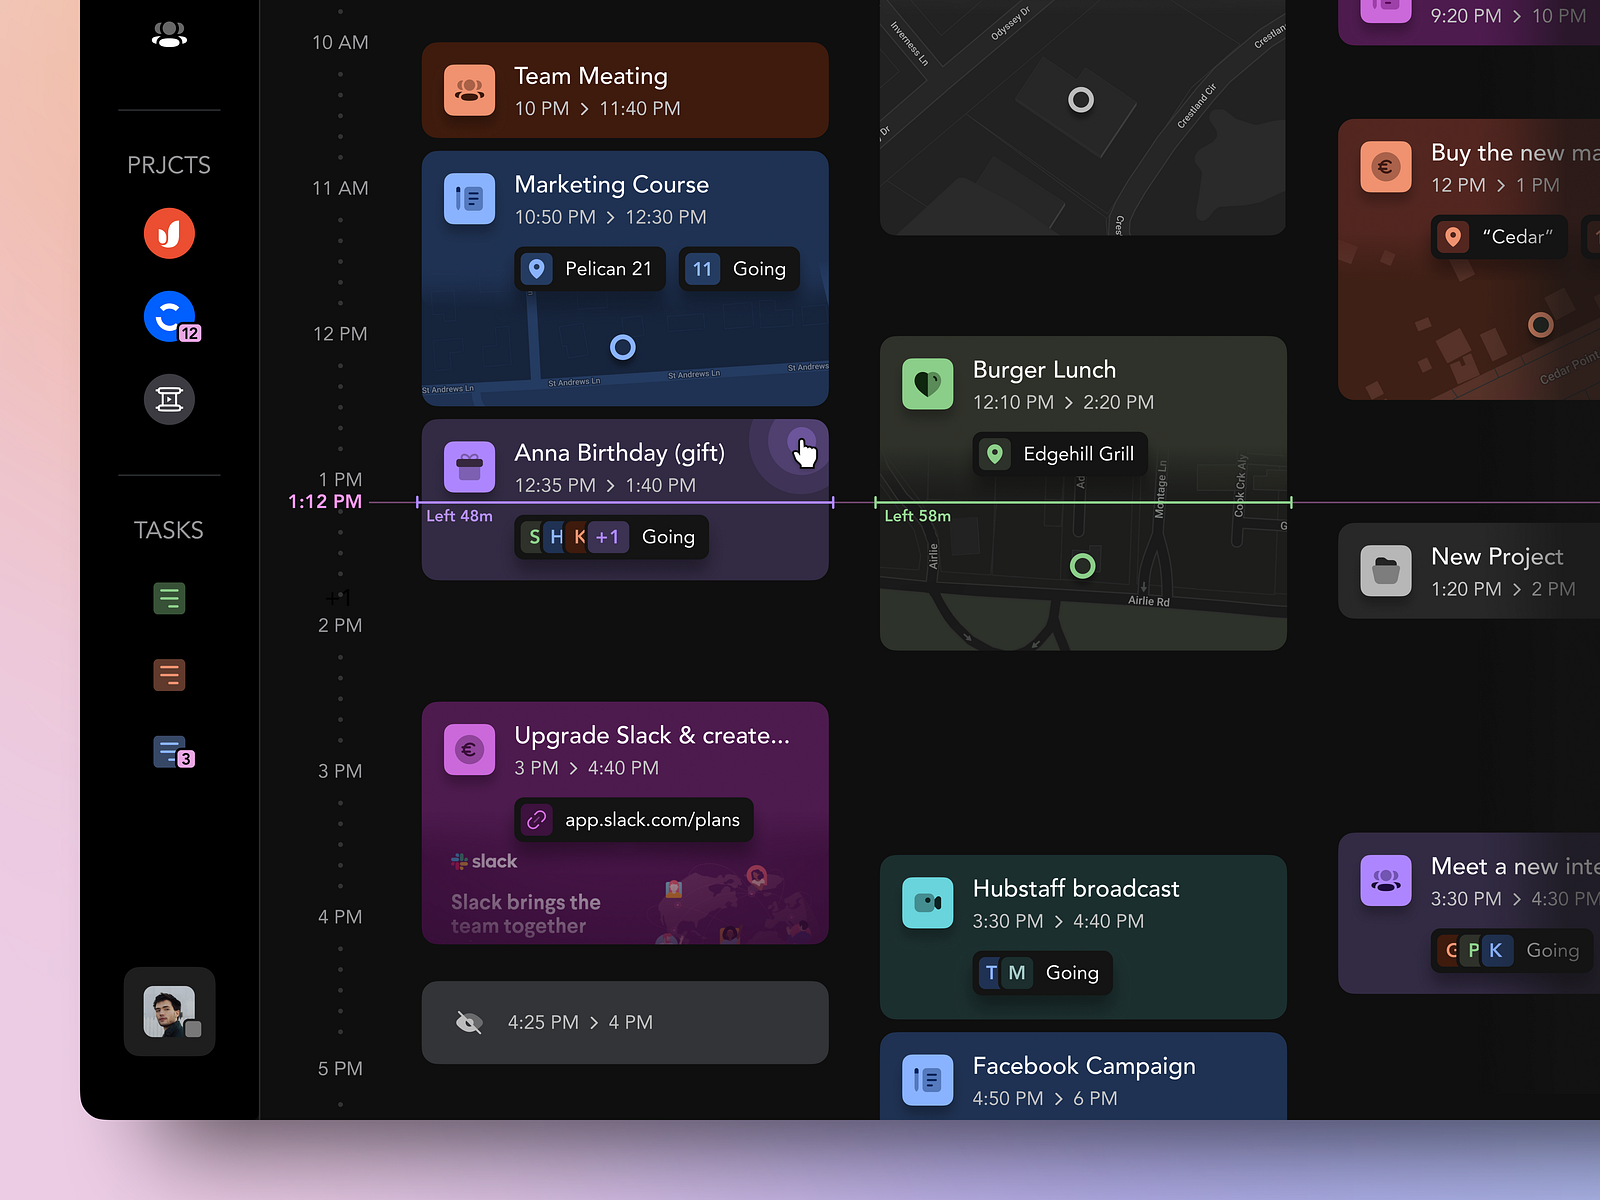 PRJCTS
12
TASKS
3
10 AM
11 AM
12 PM
1 PM
1:12 PM
+1
2 PM
3 PM
4 PM
5 PM
Team Meating
10 PM > 11:40 PM
Marketing Course
10:50 PM > 12:30 PM
Pelican 21
11 Going
St Andrews Ln
St Andrews Ln
St Andrews Ln
St Andrews
Anna Birthday (gift)
12:35 PM > 1:40 PM
Left 48m
S H K +1 Going
Upgrade Slack & create...
3 PM > 4:40 PM
app.slack.com/plans
slack
Slack brings the
team together
4:25 PM > 4 PM
Inverness Ln
Odyssey Dr
Crestlan
Crestland Cir
Dr
Cres
Burger Lunch
12:10 PM > 2:20 PM
Edgehill Grill
Left 58m
Ad
Montage Ln
Cook Crk Aly
G
Airlie
Airlie Rd
Hubstaff broadcast
3:30 PM > 4:40 PM
T M Going
Facebook Campaign
4:50 PM > 6 PM
9:20 PM > 10 PM
Buy the new ma
12 PM > 1 PM
“Cedar”
Cedar Point
New Project
1:20 PM > 2 PM
Meet a new inte
3:30 PM > 4:30 PM
G P K Going